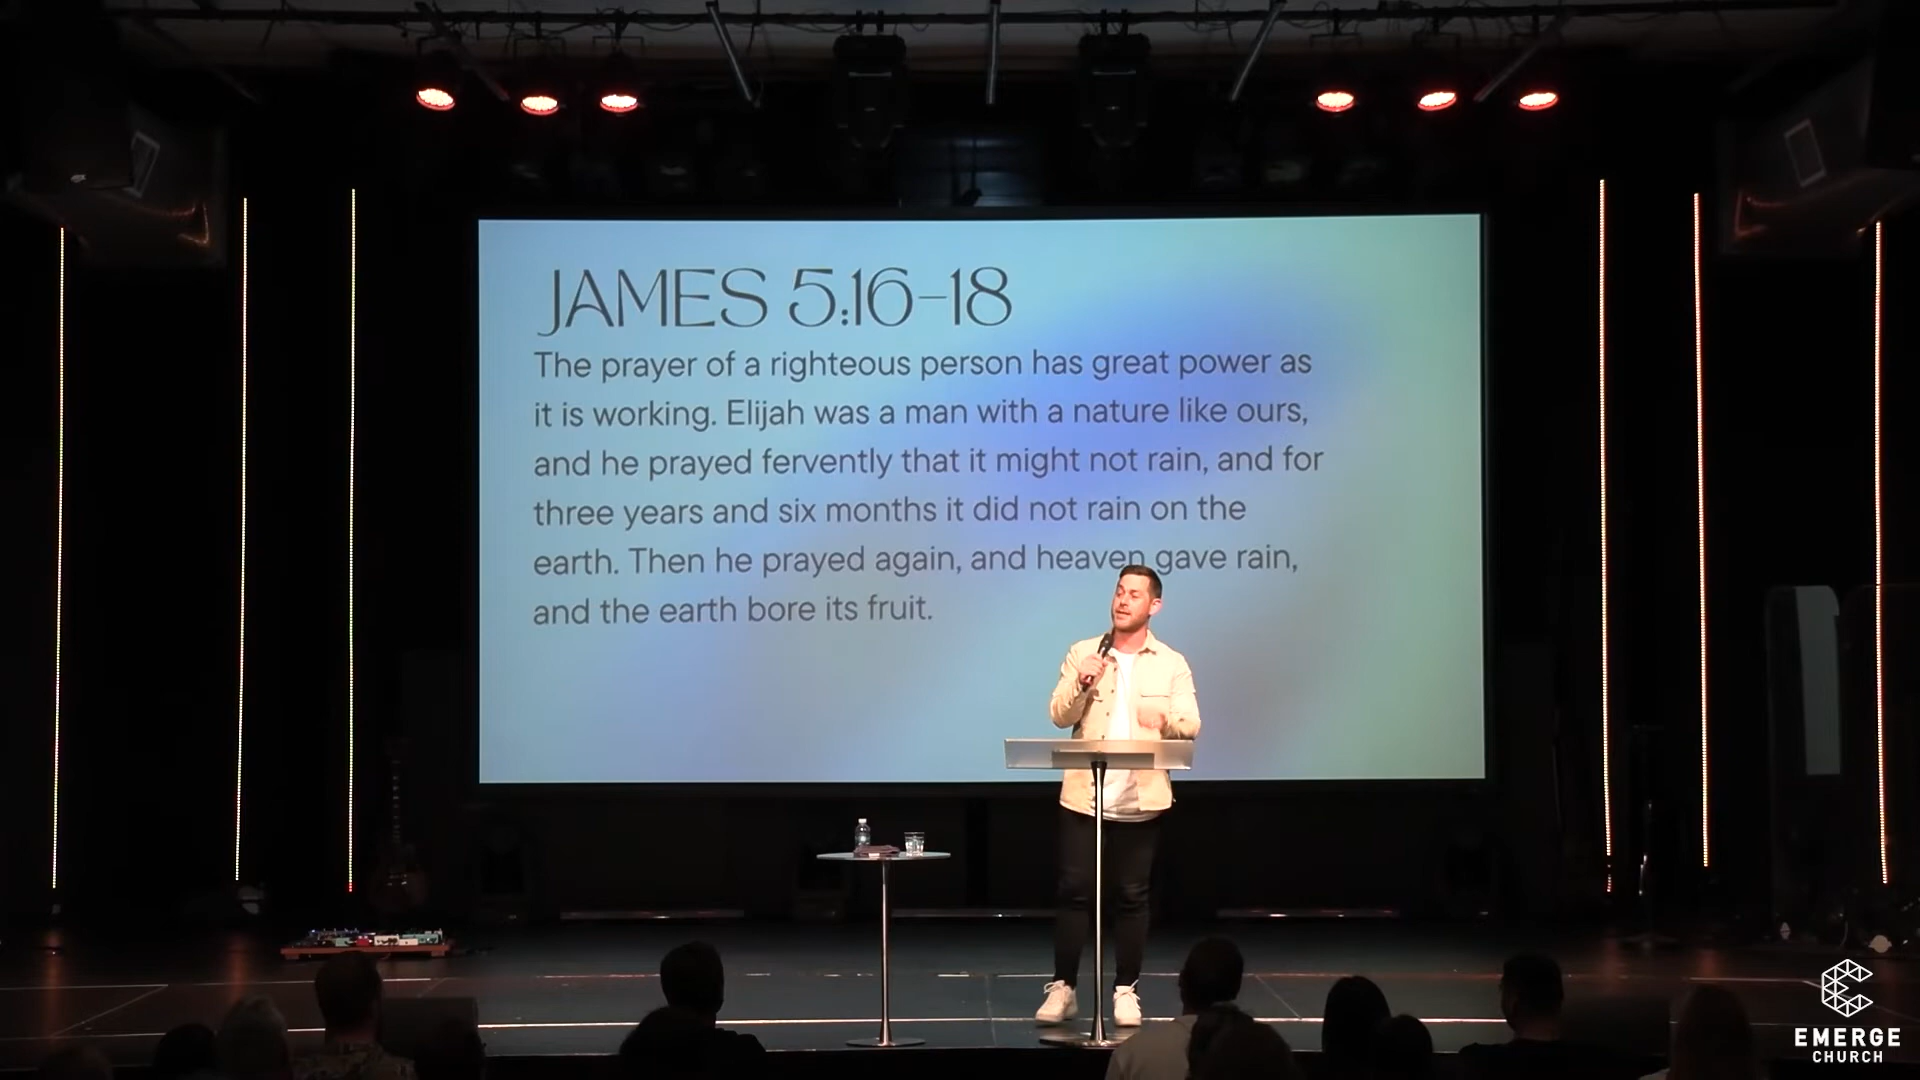 JAMES 5:16-18
The prayer of a righteous person has great power as
it is working. Elijah was a man with a nature like ours,
and he prayed fervently that it might not rain, and for
three years and six months it did not rain on the
earth. Then he prayed again, and heaven gave rain,
and the earth bore its fruit.
EMERGE
CHURCH